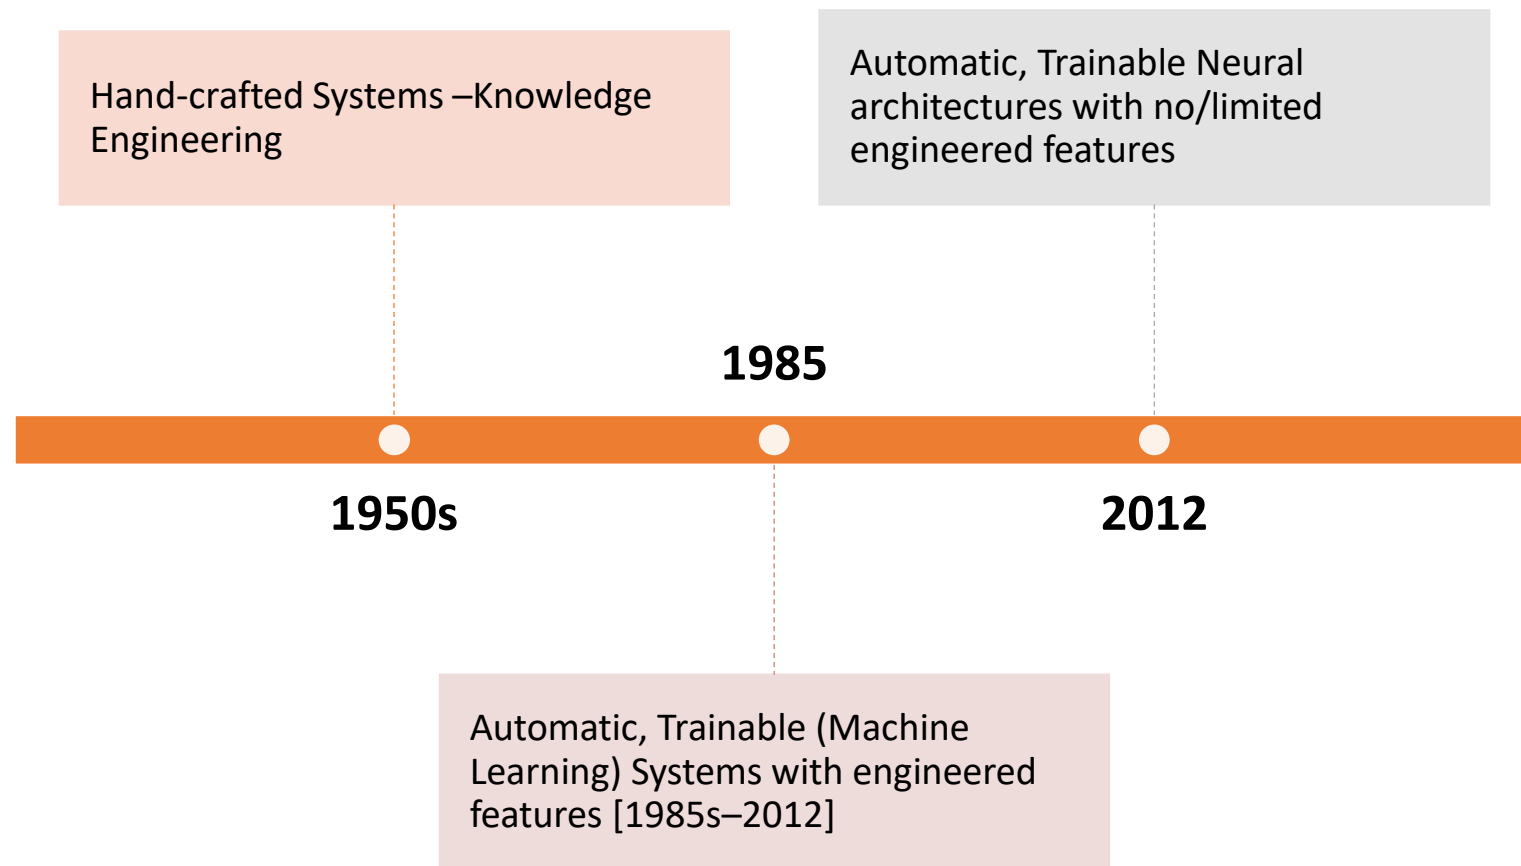 Hand-crafted Systems –Knowledge
Engineering
Automatic, Trainable Neural
architectures with no/limited
engineered features
1985
1950s
2012
Automatic, Trainable (Machine
Learning) Systems with engineered
features [1985s–2012]